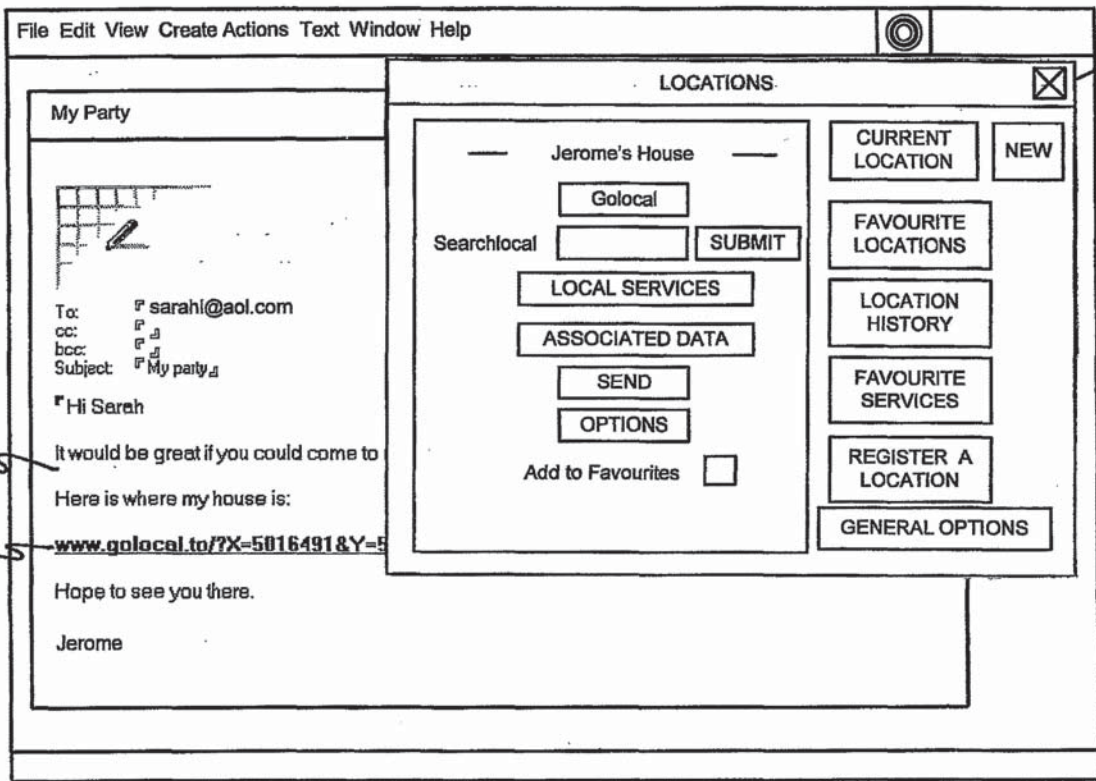 File Edit View Create Actions Text Window Help
My Party
To: sarahl@aol.com
cc:
bcc:
Subject: My party
Hi Sarah
It would be great if you could come to
Here is where my house is:
www.golocal.to/?X=5016491&Y=5
Hope to see you there.
Jerome
LOCATIONS
Jerome's House
Golocal
Searchlocal SUBMIT
LOCAL SERVICES
ASSOCIATED DATA
SEND
OPTIONS
Add to Favourites
CURRENT
LOCATION
NEW
FAVOURITE
LOCATIONS
LOCATION
HISTORY
FAVOURITE
SERVICES
REGISTER A
LOCATION
GENERAL OPTIONS